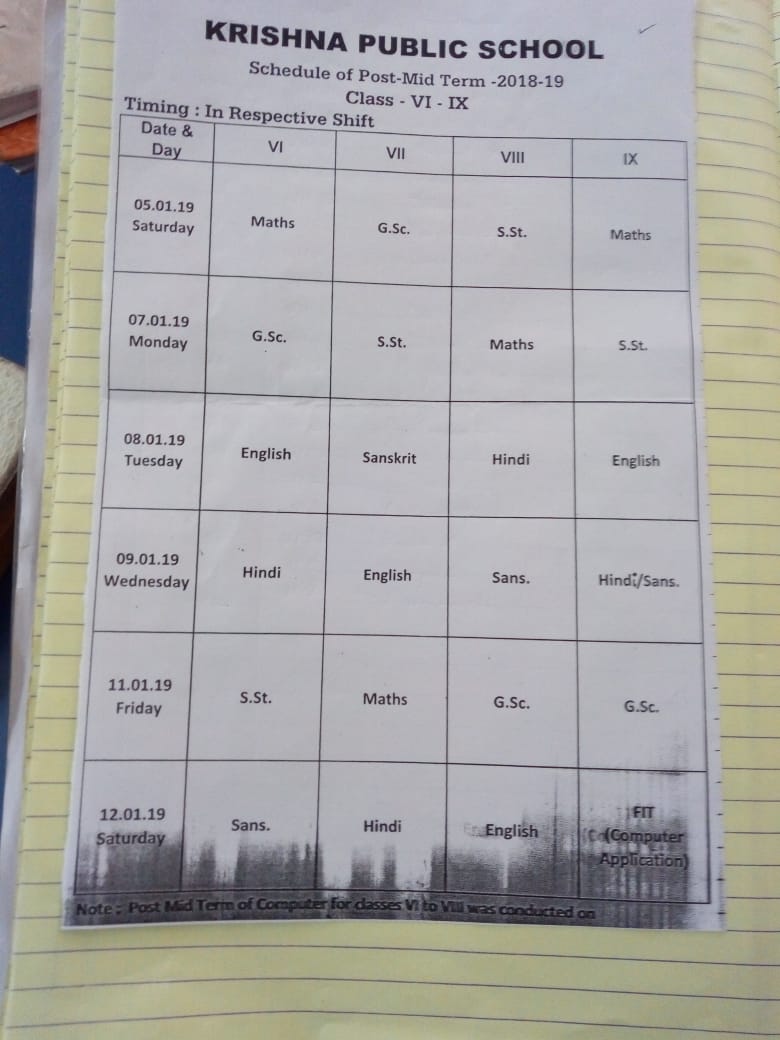 KRISHNA PUBLIC SCHOOL
Schedule of Post-Mid Term -2018-19
Class - VI - IX
Timing : In Respective Shift
Date & Day VI VII VIII IX
05.01.19 Saturday Maths G.Sc. S.St. Maths
07.01.19 Monday G.Sc. S.St. Maths S.St.
08.01.19 Tuesday English Sanskrit Hindi English
09.01.19 Wednesday Hindi English Sans. Hindi/Sans.
11.01.19 Friday S.St. Maths G.Sc. G.Sc.
12.01.19 Saturday Sans. Hindi English FIT (Computer Application)
Note : Post Mid Term of Computer for classes VI to VIII was conducted on